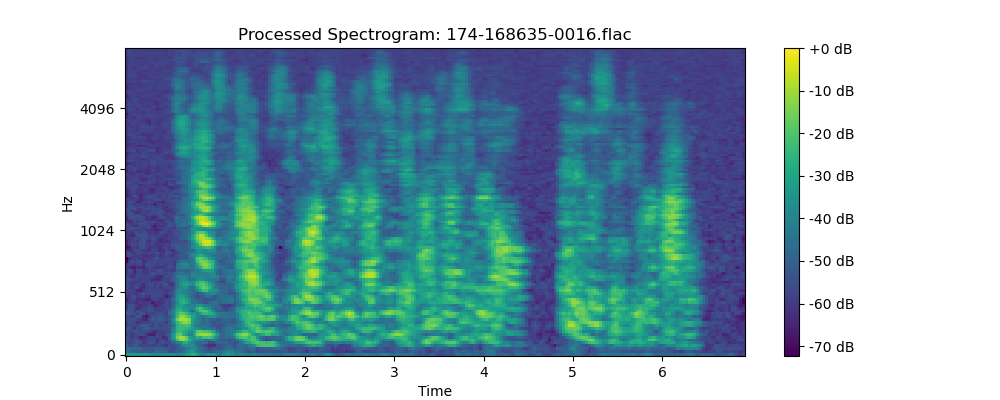 Processed Spectrogram: 174-168635-0016.flac
Hz
4096
2048
1024
512
0
0 1 2 3 4 5 6
Time
+0 dB
-10 dB
-20 dB
-30 dB
-40 dB
-50 dB
-60 dB
-70 dB